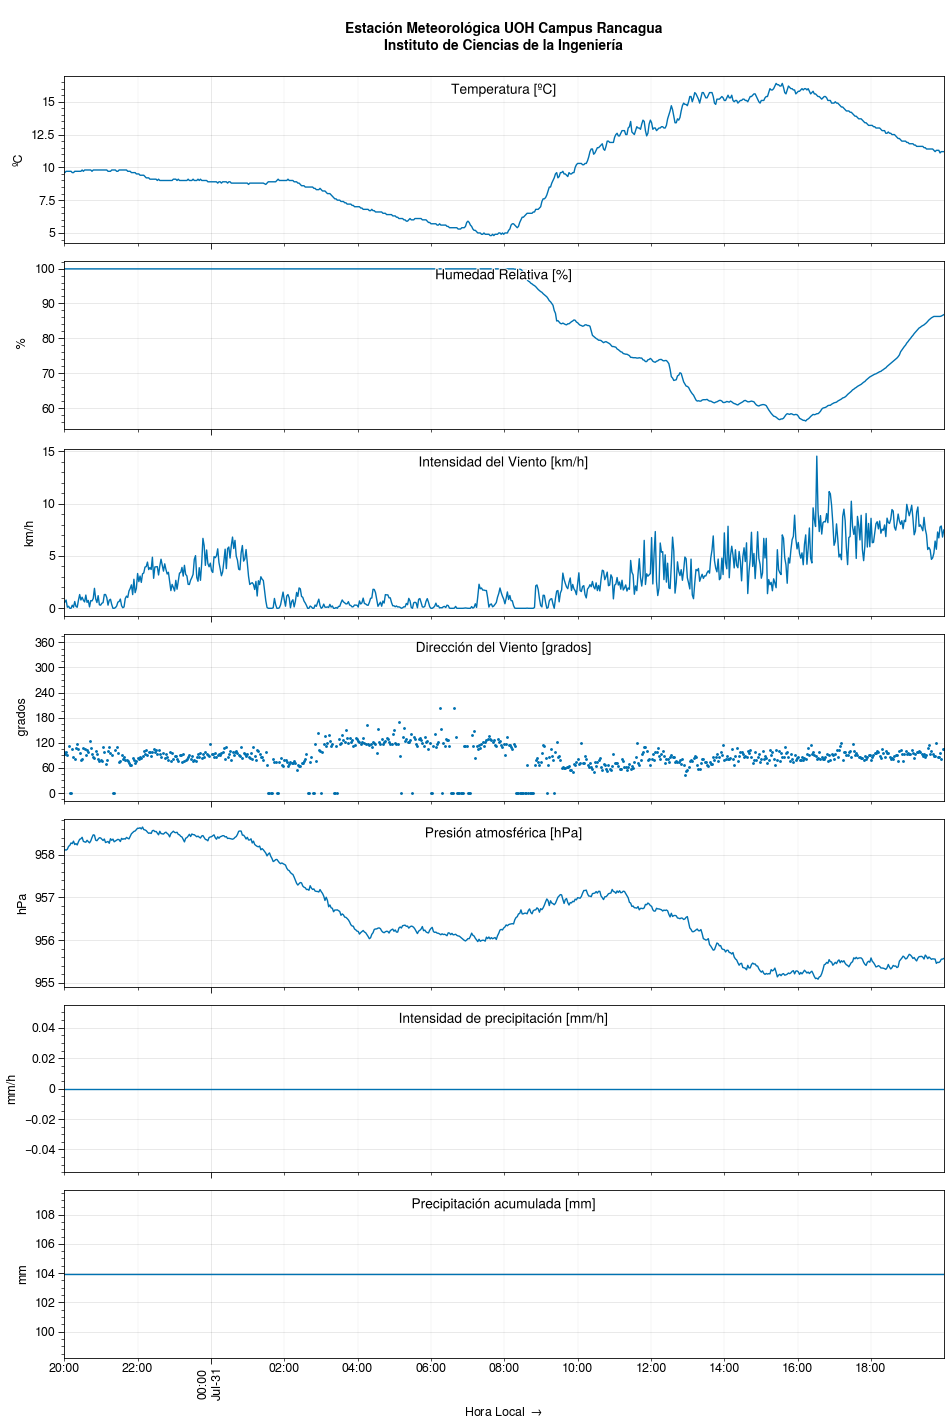 Estación Meteorológica UOH Campus Rancagua
Instituto de Ciencias de la Ingeniería
Temperatura [ºC]
15
12.5
10
7.5
5
ºC
Humedad Relativa [%]
100
90
80
70
60
%
Intensidad del Viento [km/h]
15
10
5
0
km/h
Dirección del Viento [grados]
360
300
240
180
120
60
0
grados
Presión atmosférica [hPa]
958
957
956
955
hPa
Intensidad de precipitación [mm/h]
0.04
0.02
0
−0.02
−0.04
mm/h
Precipitación acumulada [mm]
108
106
104
102
100
mm
20:00 22:00 00:00 02:00 04:00 06:00 08:00 10:00 12:00 14:00 16:00 18:00
Jul-31
Hora Local →